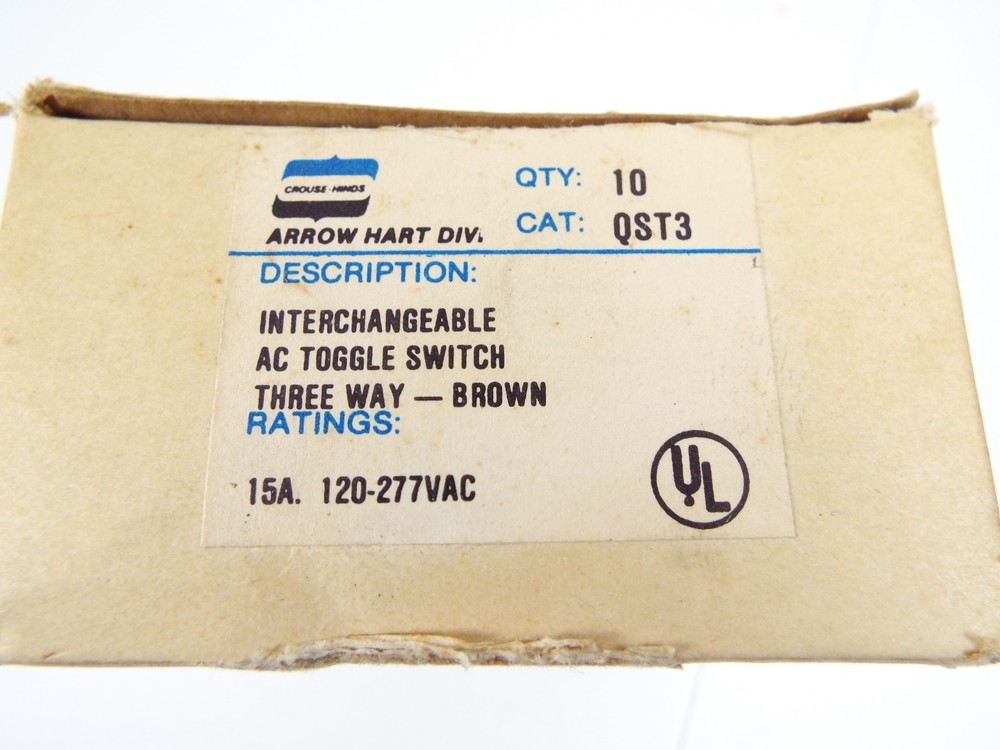 CROUSE-HINDS
ARROW HART DIV.
QTY: 10
CAT: QST3
DESCRIPTION:
1
INTERCHANGEABLE
AC TOGGLE SWITCH
THREE WAY — BROWN
RATINGS:
15A. 120-277VAC
UL